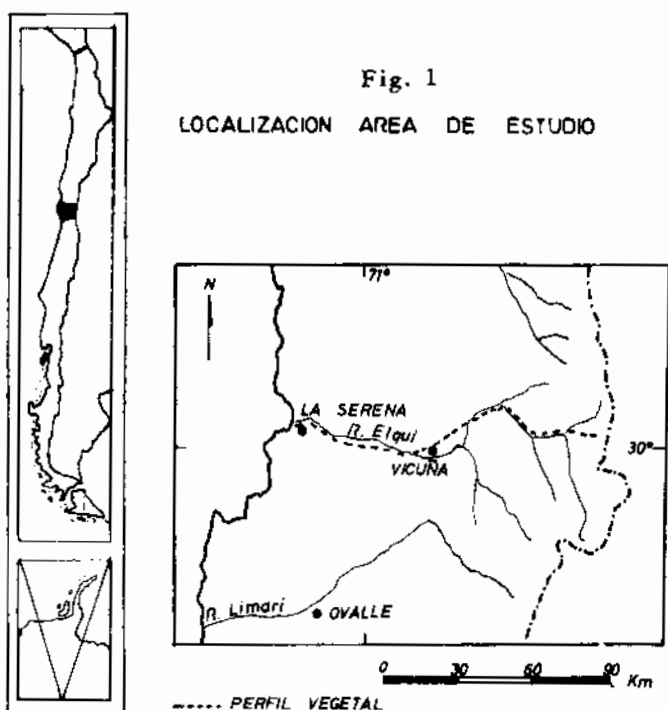 Fig. 1
LOCALIZACION AREA DE ESTUDIO
71°
N
LA SERENA
R. Elqui
VICUÑA
30°
R. Limarí
OVALLE
0 30 60 90 Km
PERFIL VEGETAL